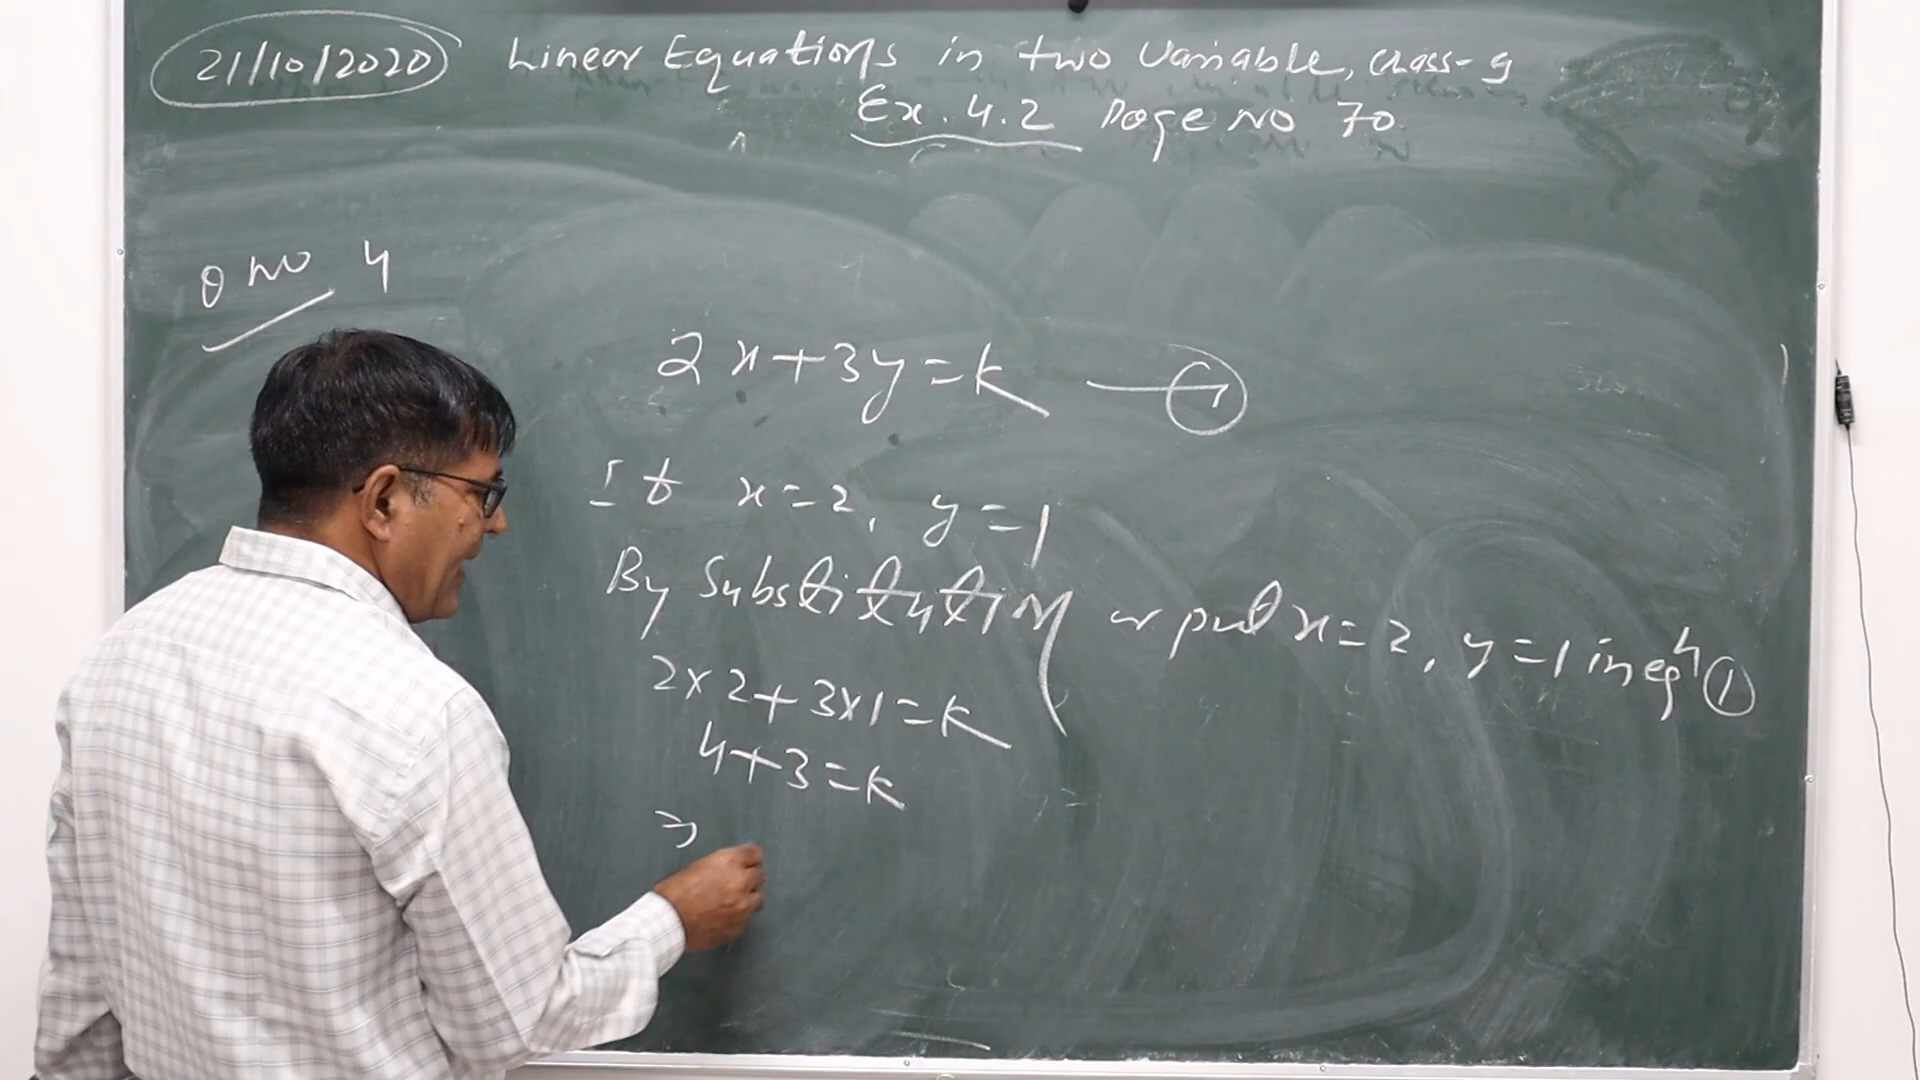 21/10/2020 Linear Equations in two Variable, class-9
Ex. 4.2 Page NO 70
Q NO 4
2x+3y=k —①
If x=2, y=1
By Substitution or put x=2, y=1 in eqn ①
2×2+3×1=k
4+3=k
⇒